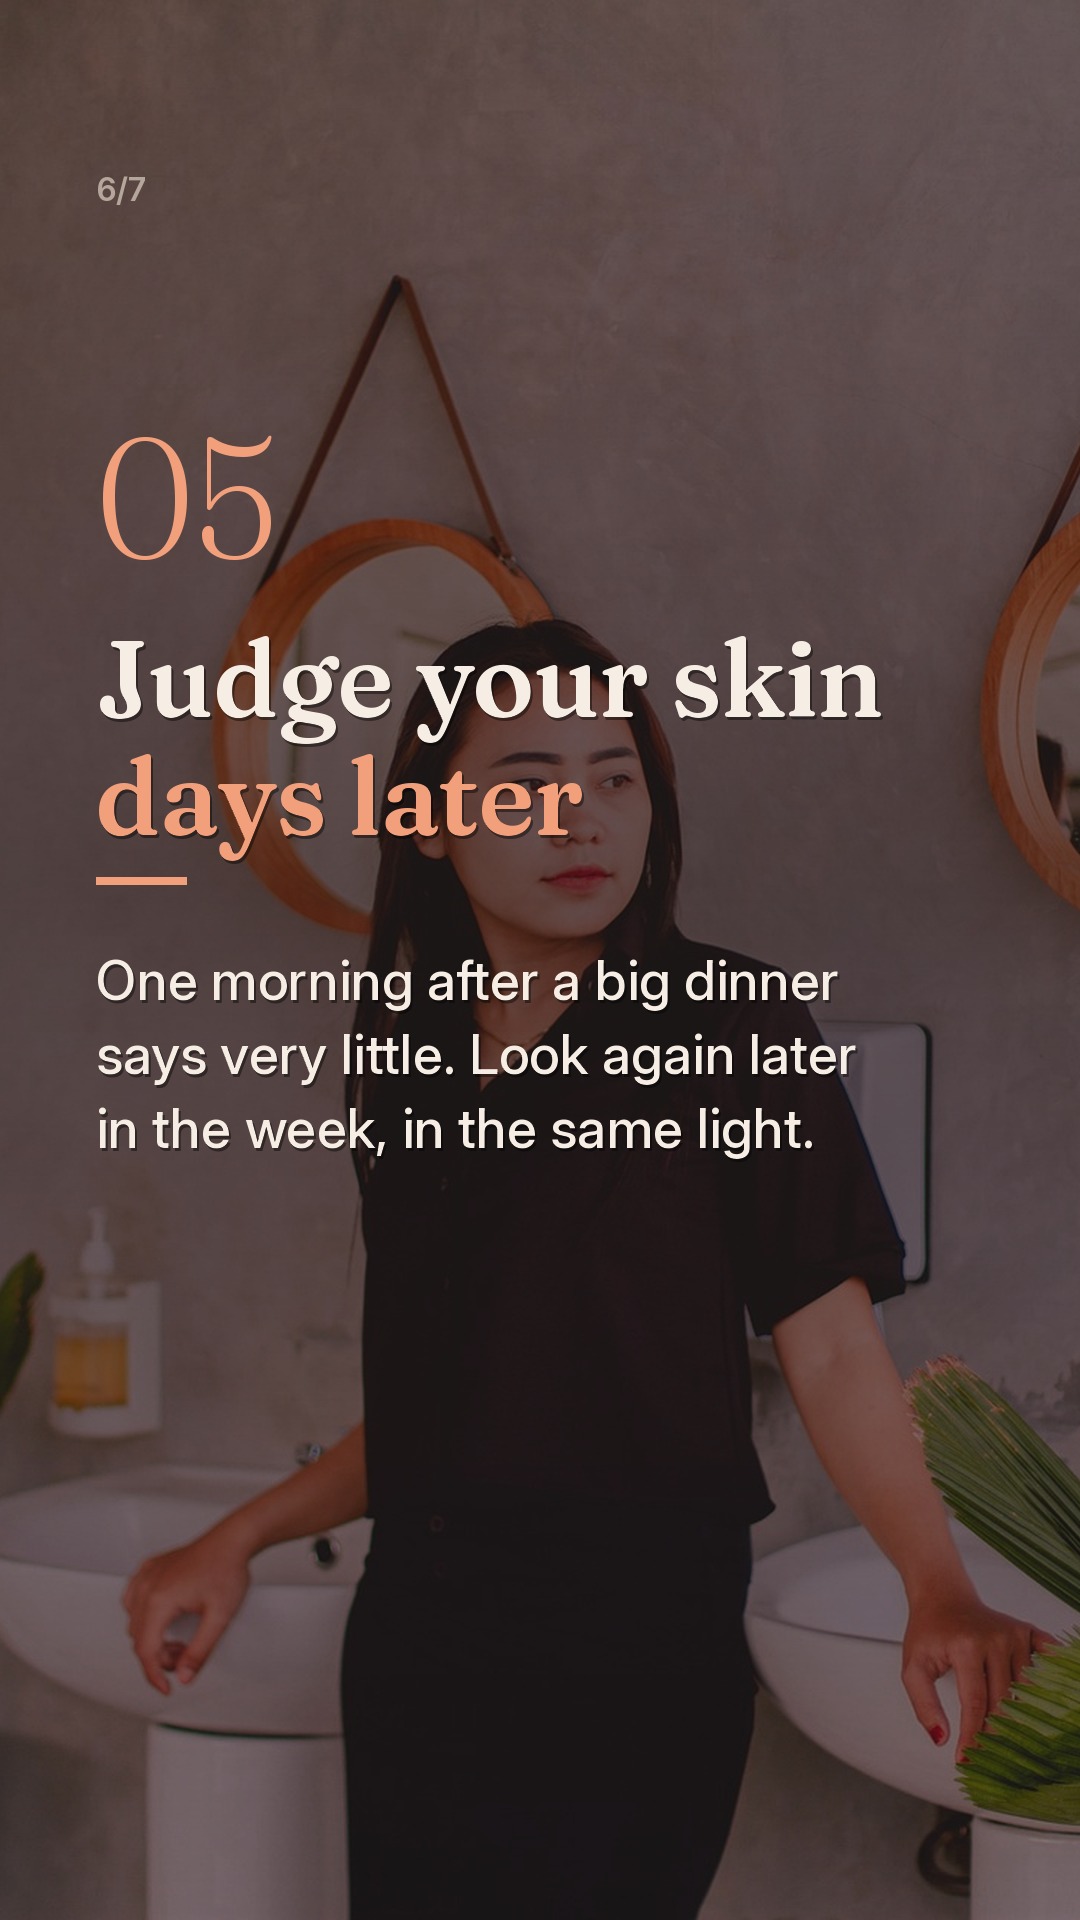 6/7
05
Judge your skin
days later
One morning after a big dinner
says very little. Look again later
in the week, in the same light.